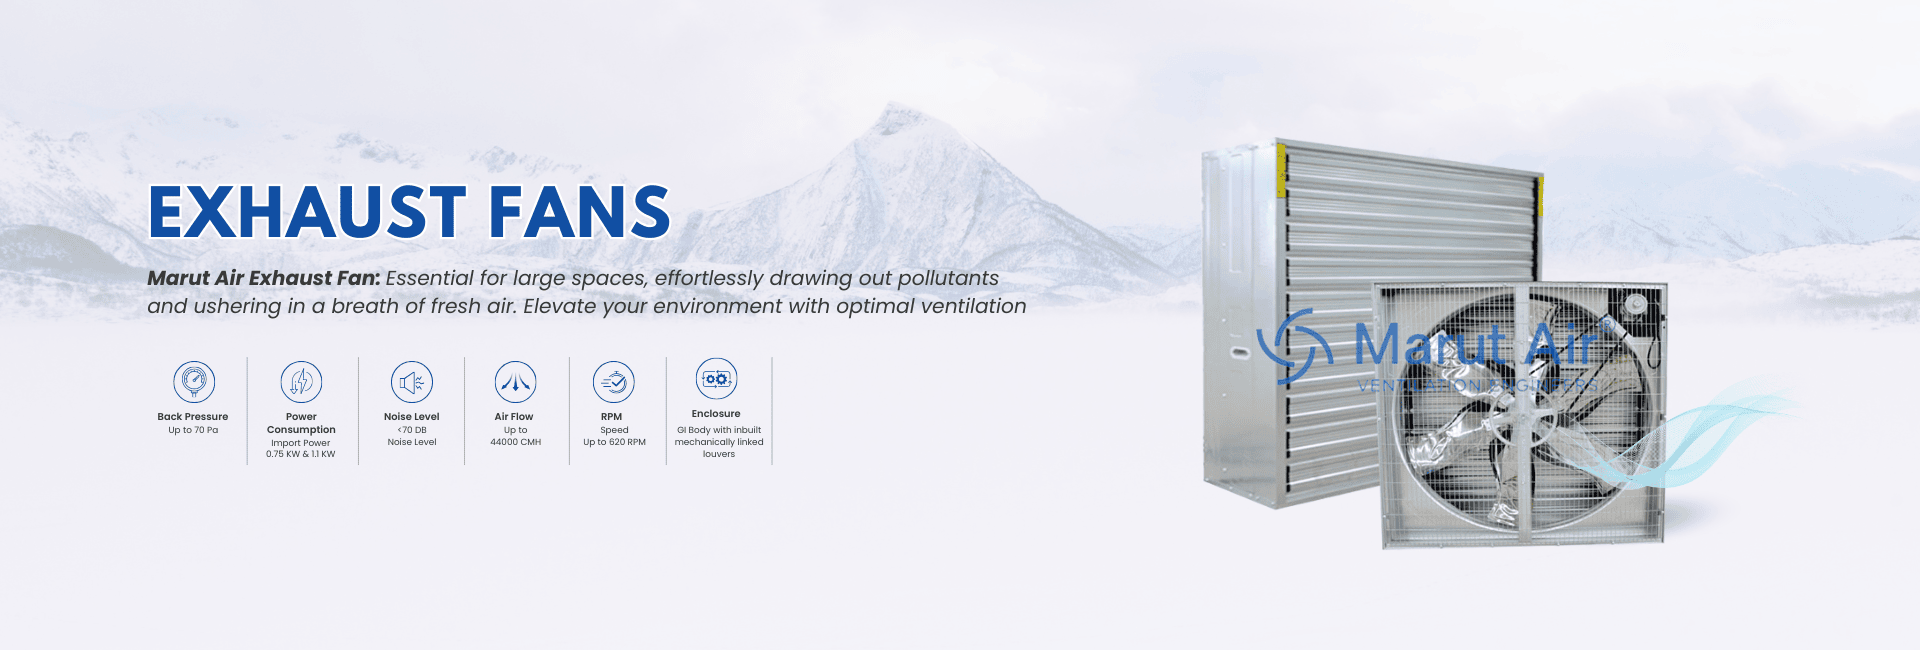 EXHAUST FANS
Marut Air Exhaust Fan: Essential for large spaces, effortlessly drawing out pollutants
and ushering in a breath of fresh air. Elevate your environment with optimal ventilation
Back Pressure
Up to 70 Pa
Power
Consumption
Import Power
0.75 KW & 1.1 KW
Noise Level
<70 DB
Noise Level
Air Flow
Up to
44000 CMH
RPM
Speed
Up to 620 RPM
Enclosure
GI Body with inbuilt
mechanically linked
louvers
Marut Air®
VENTILATION ENGINEERS